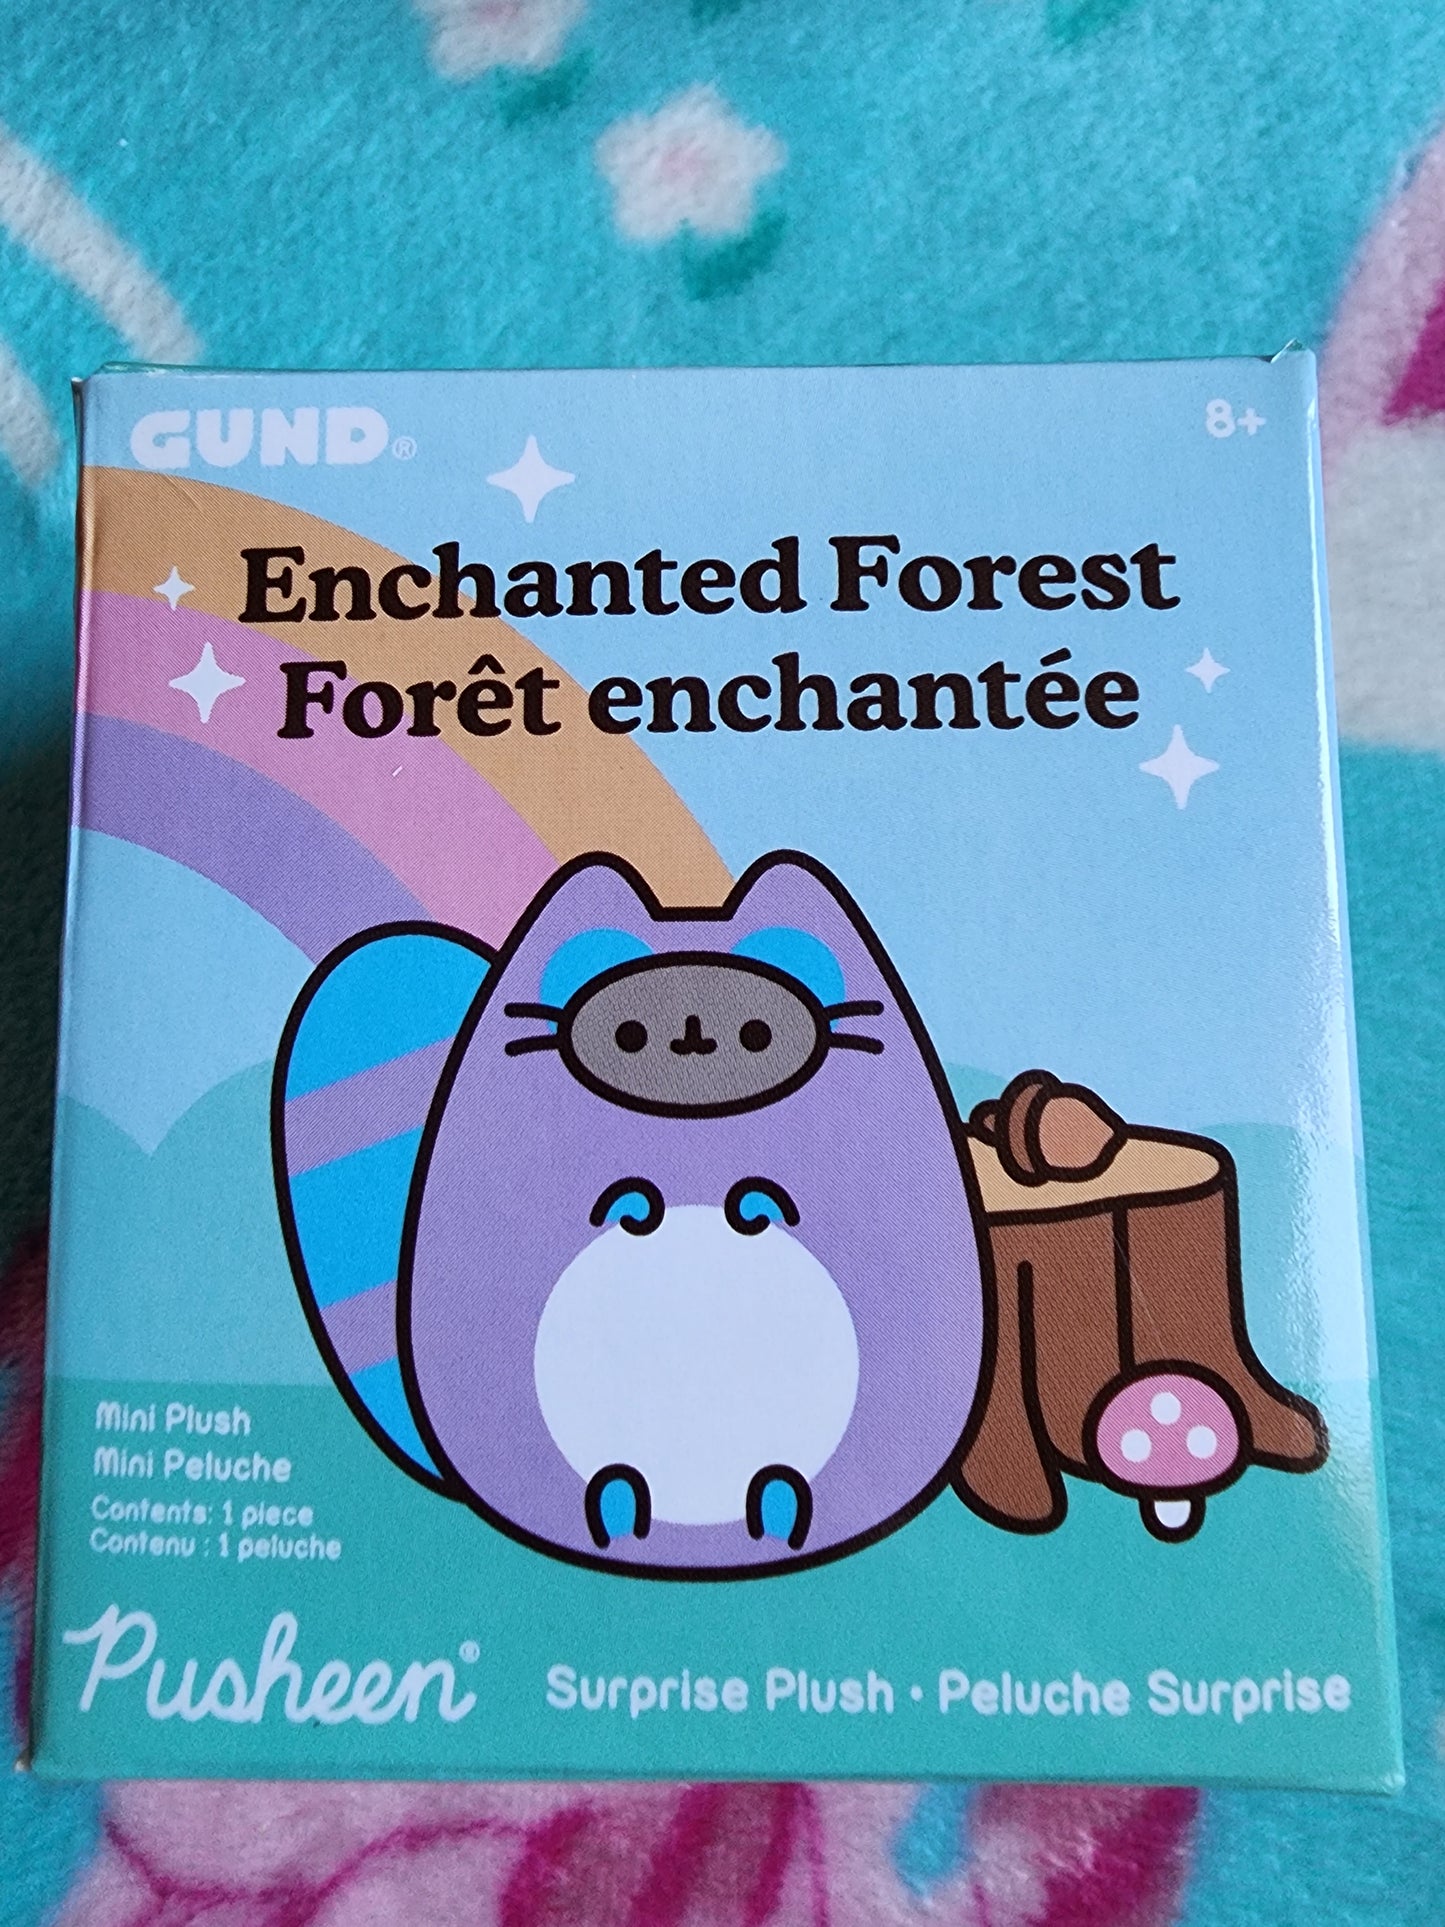 GUND®
8+
Enchanted Forest
Forêt enchantée
Mini Plush
Mini Peluche
Contents: 1 piece
Contenu : 1 peluche
Pusheen®
Surprise Plush • Peluche Surprise